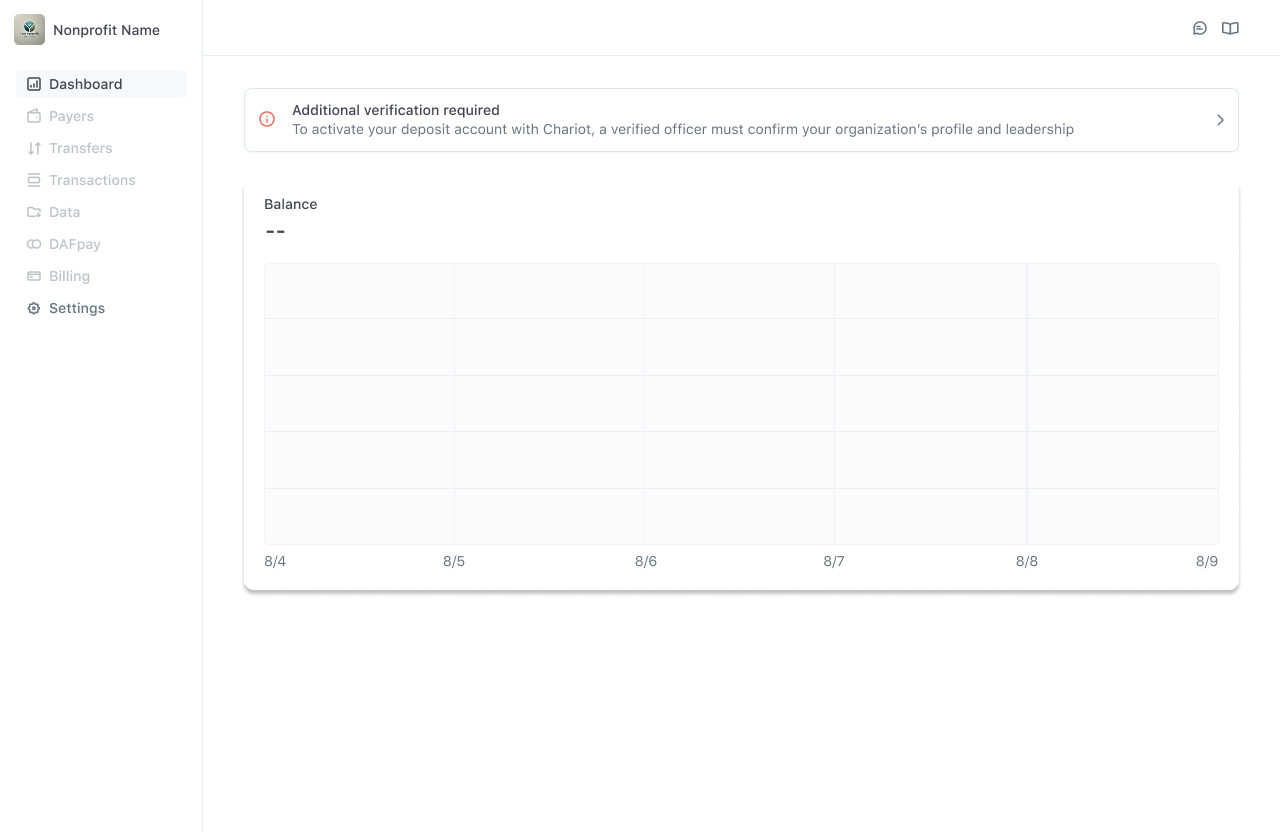 Nonprofit Name
Dashboard
Payers
Transfers
Transactions
Data
DAFpay
Billing
Settings
Additional verification required
To activate your deposit account with Chariot, a verified officer must confirm your organization's profile and leadership
Balance
--
8/4 8/5 8/6 8/7 8/8 8/9